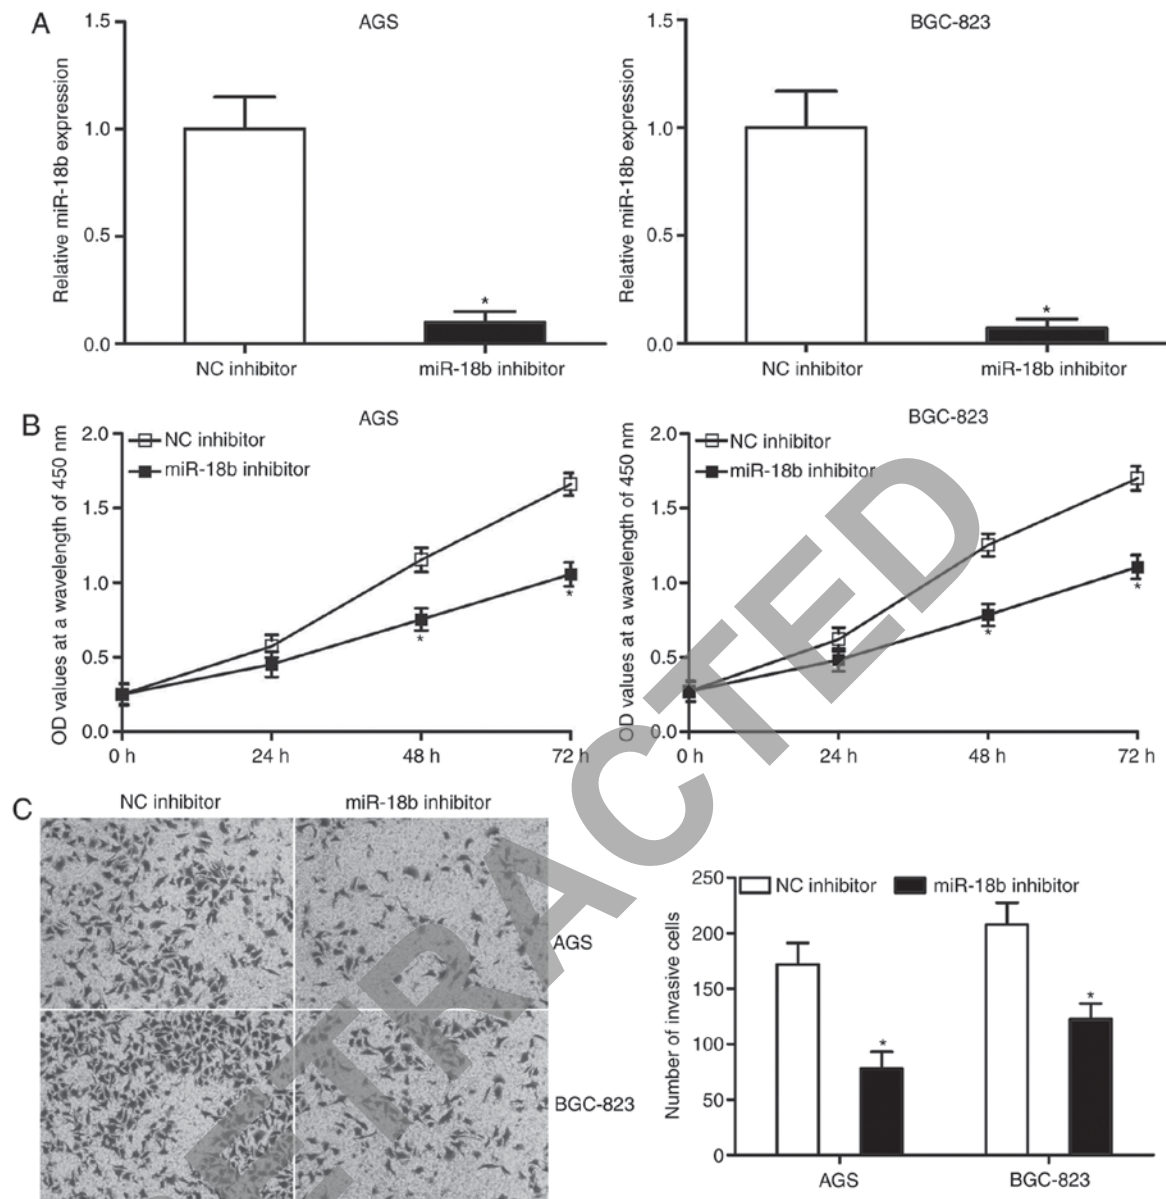 A
AGS
Relative miR-18b expression
1.5
1.0
0.5
0.0
*
NC inhibitor
miR-18b inhibitor
BGC-823
Relative miR-18b expression
1.5
1.0
0.5
0.0
*
NC inhibitor
miR-18b inhibitor
B
AGS
OD values at a wavelength of 450 nm
2.0
1.5
1.0
0.5
0.0
NC inhibitor
miR-18b inhibitor
*
*
0 h
24 h
48 h
72 h
BGC-823
OD values at a wavelength of 450 nm
2.0
1.5
1.0
0.5
0.0
NC inhibitor
miR-18b inhibitor
*
*
0 h
24 h
48 h
72 h
C
NC inhibitor
miR-18b inhibitor
AGS
BGC-823
Number of invasive cells
250
200
150
100
50
0
NC inhibitor
miR-18b inhibitor
*
*
AGS
BGC-823